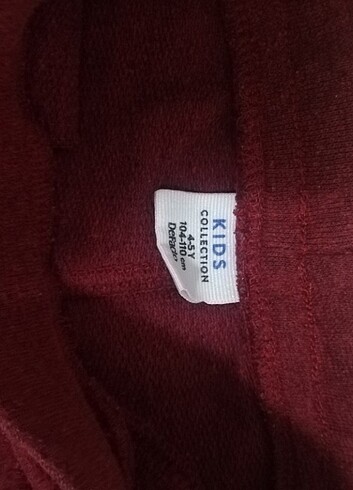 KIDS
COLLECTION
4-5 Y
104-110 cm
DeFacto